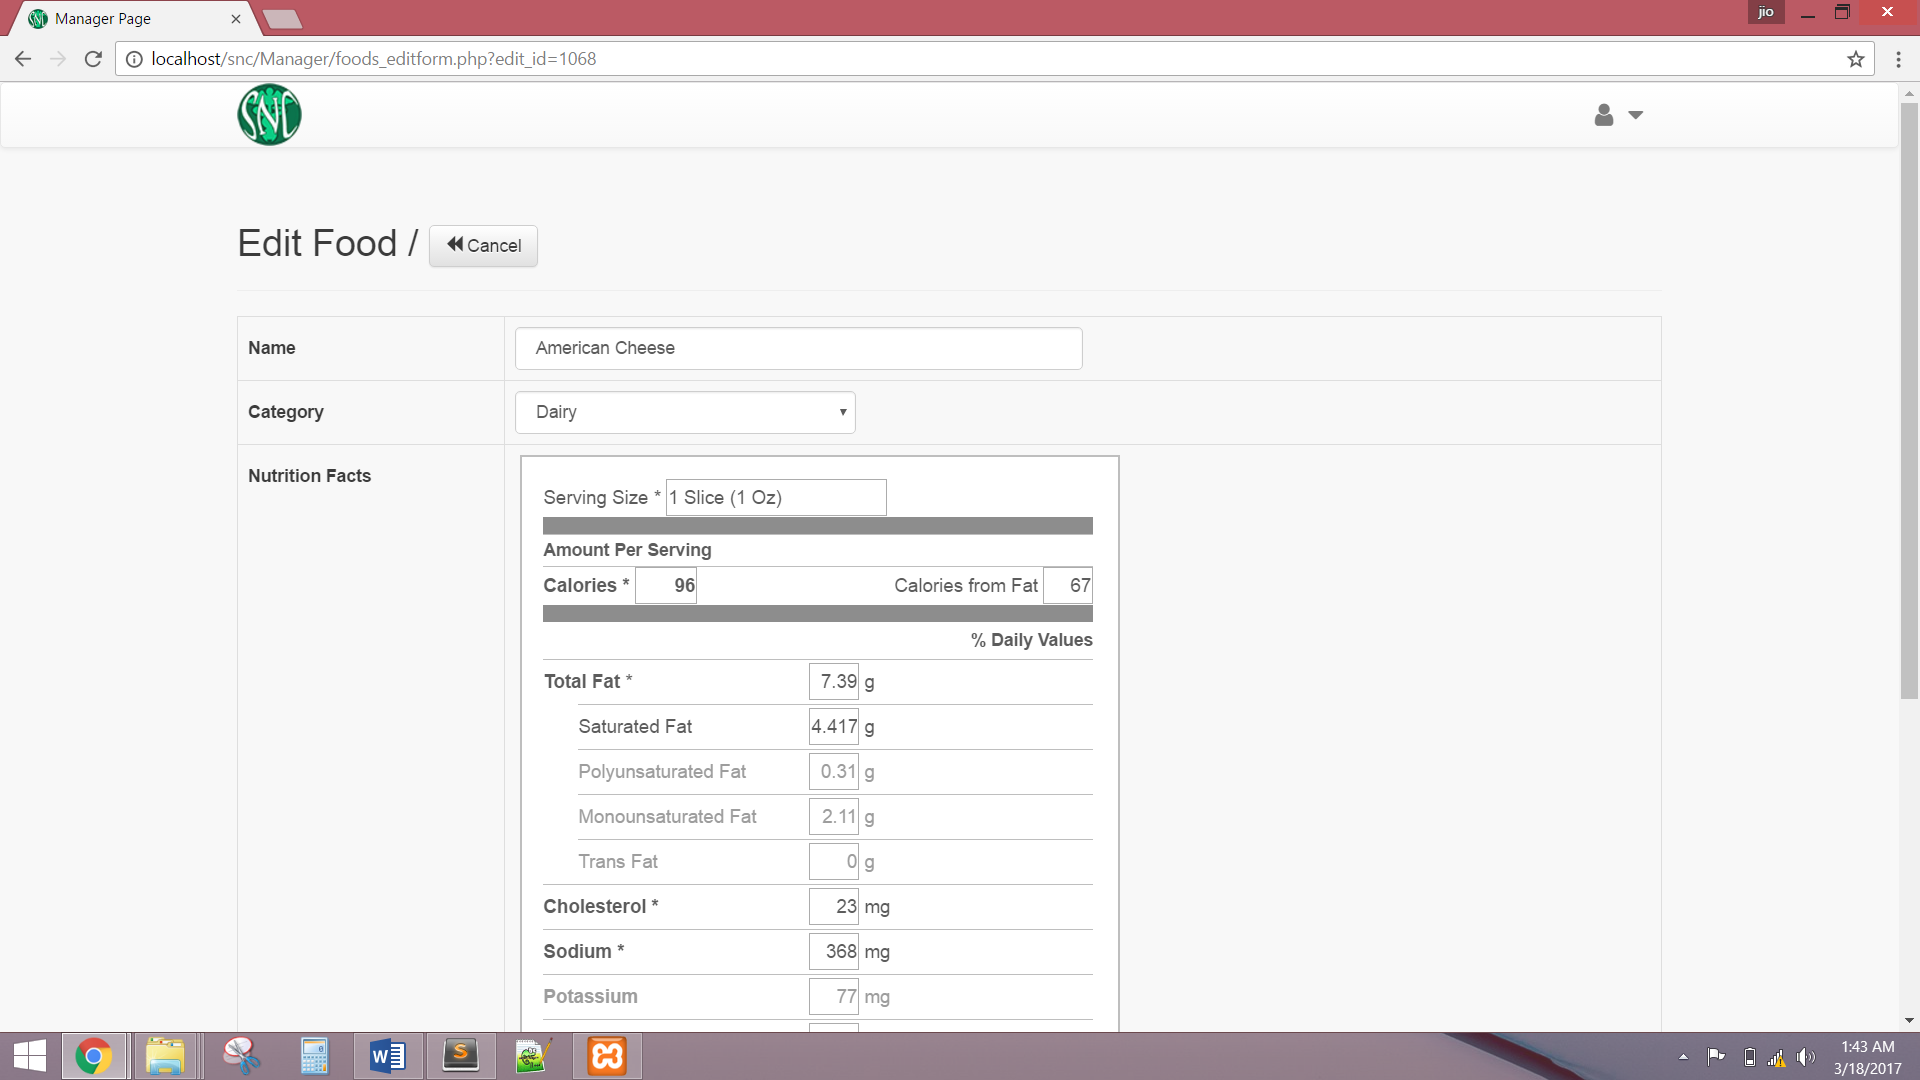 Manager Page
jio
localhost/snc/Manager/foods_editform.php?edit_id=1068
SNC
Edit Food / Cancel
Name American Cheese
Category Dairy
Nutrition Facts
Serving Size * 1 Slice (1 Oz)
Amount Per Serving
Calories * 96 Calories from Fat 67
% Daily Values
Total Fat * 7.39 g
Saturated Fat 4.417 g
Polyunsaturated Fat 0.31 g
Monounsaturated Fat 2.11 g
Trans Fat 0 g
Cholesterol * 23 mg
Sodium * 368 mg
Potassium 77 mg
1:43 AM
3/18/2017